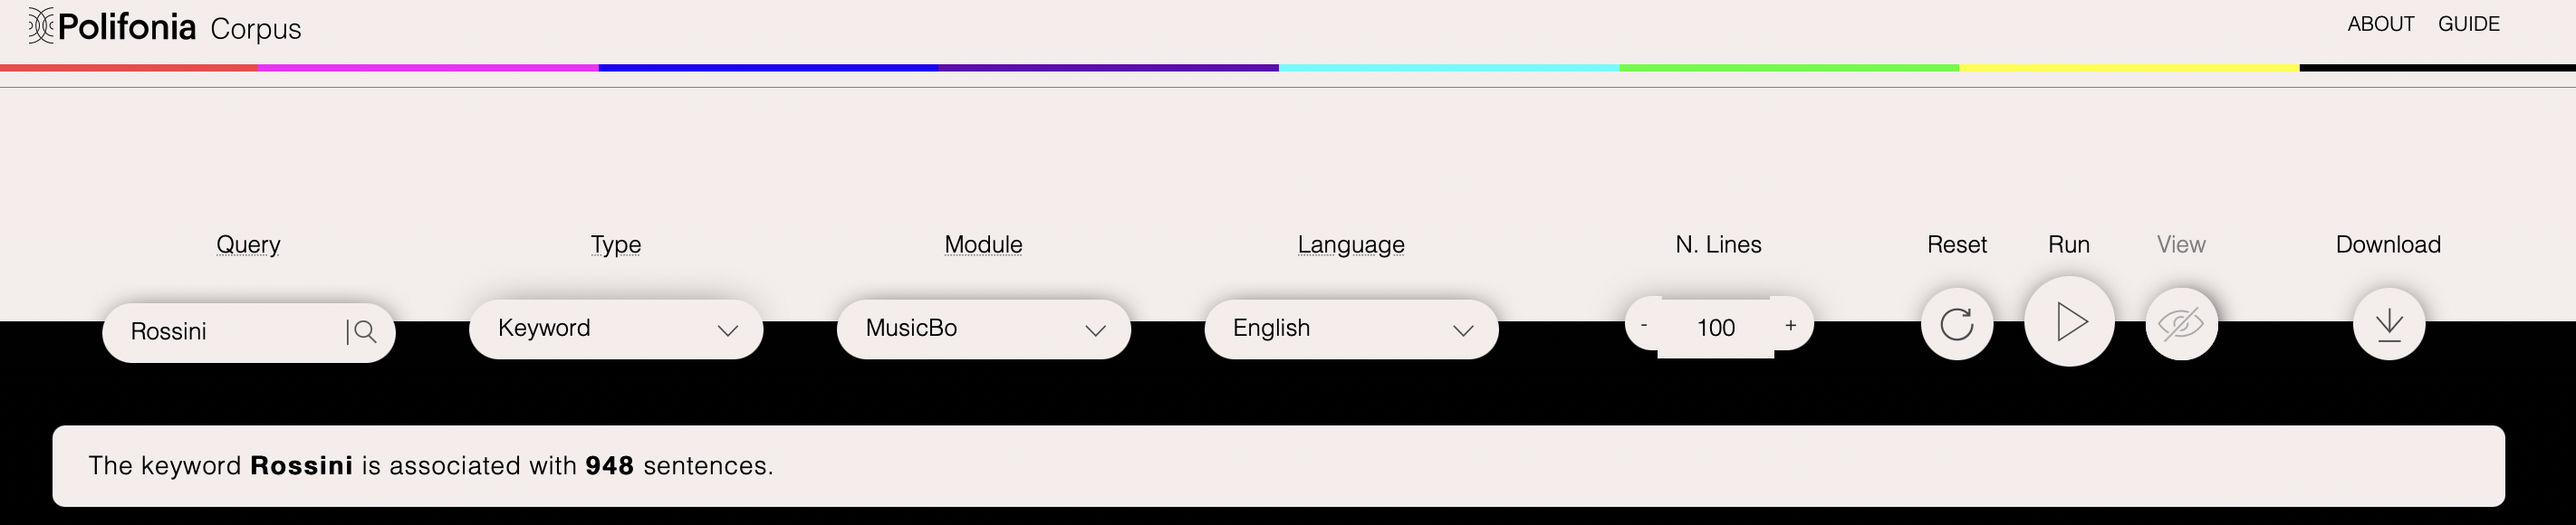 Polifonia Corpus
ABOUT GUIDE
Query Type Module Language N. Lines Reset Run View Download
Rossini Keyword MusicBo English - 100 +
The keyword Rossini is associated with 948 sentences.